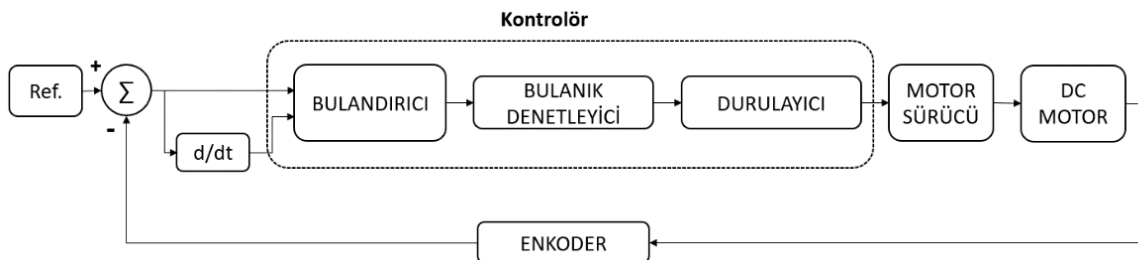 Kontrolör
Ref.
+
Σ
-
d/dt
BULANDIRICI
BULANIK
DENETLEYİCİ
DURULAYICI
MOTOR
SÜRÜCÜ
DC
MOTOR
ENKODER